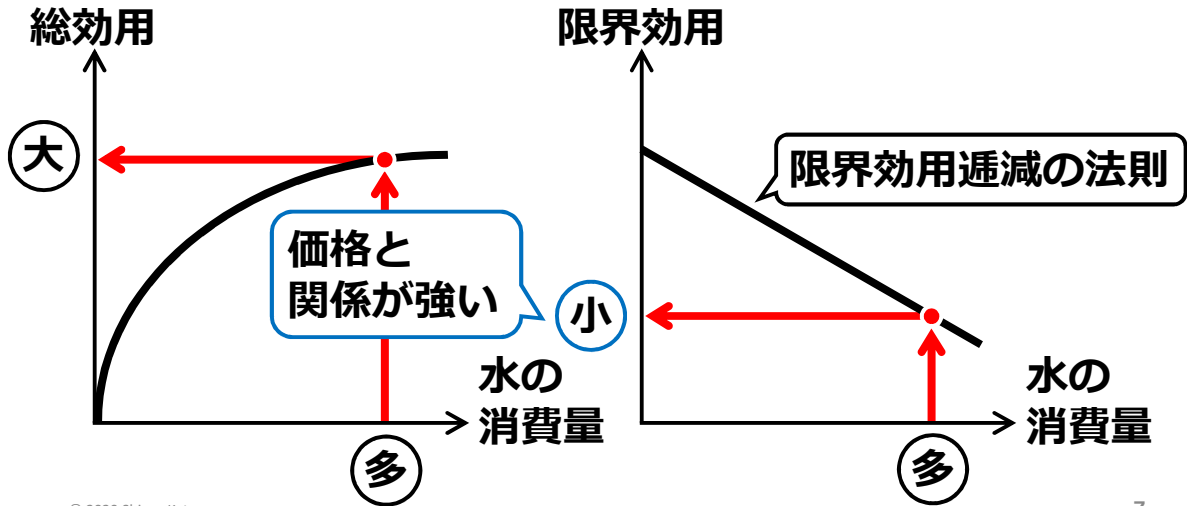 総効用
大
価格と
関係が強い
水の
消費量
多
限界効用
限界効用逓減の法則
小
水の
消費量
多